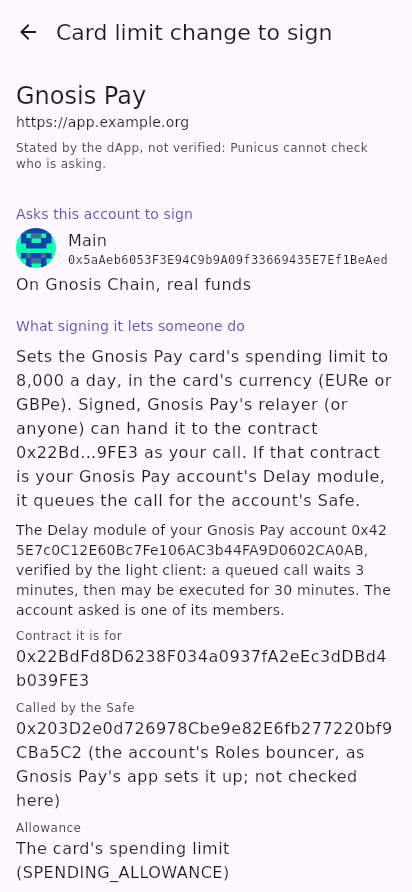 Card limit change to sign
Gnosis Pay
https://app.example.org
Stated by the dApp, not verified: Punicus cannot check
who is asking.
Asks this account to sign
Main
0x5aAeb6053F3E94C9b9A09f33669435E7Ef1BeAed
On Gnosis Chain, real funds
What signing it lets someone do
Sets the Gnosis Pay card's spending limit to
8,000 a day, in the card's currency (EURe or
GBPe). Signed, Gnosis Pay's relayer (or
anyone) can hand it to the contract
0x22Bd…9FE3 as your call. If that contract
is your Gnosis Pay account's Delay module,
it queues the call for the account's Safe.
The Delay module of your Gnosis Pay account 0x42
5E7c0C12E60Bc7Fe106AC3b44FA9D0602CA0AB,
verified by the light client: a queued call waits 3
minutes, then may be executed for 30 minutes. The
account asked is one of its members.
Contract it is for
0x22BdFd8D6238F034a0937fA2eEc3dDBd4
b039FE3
Called by the Safe
0x203D2e0d726978Cbe9e82E6fb277220bf9
CBa5C2 (the account's Roles bouncer, as
Gnosis Pay's app sets it up; not checked
here)
Allowance
The card's spending limit
(SPENDING_ALLOWANCE)